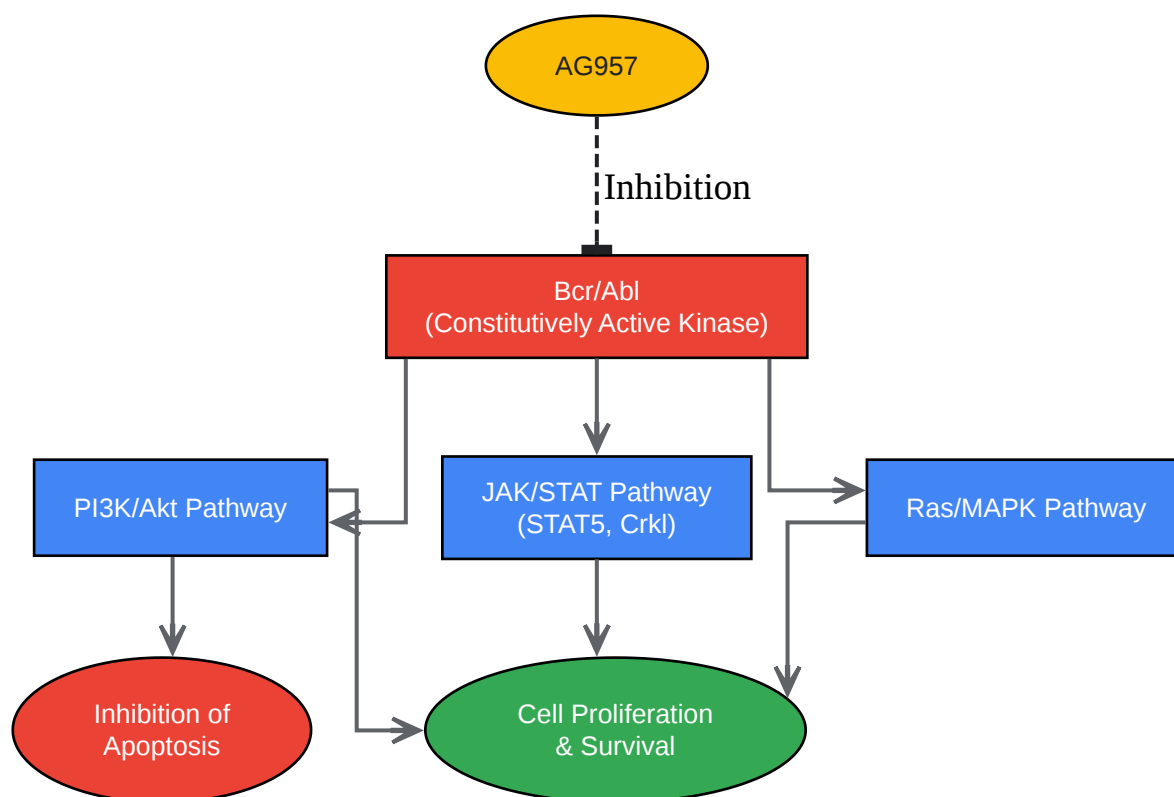 AG957
Inhibition
Bcr/Abl
(Constitutively Active Kinase)
PI3K/Akt Pathway
JAK/STAT Pathway
(STAT5, Crkl)
Ras/MAPK Pathway
Inhibition of
Apoptosis
Cell Proliferation
& Survival